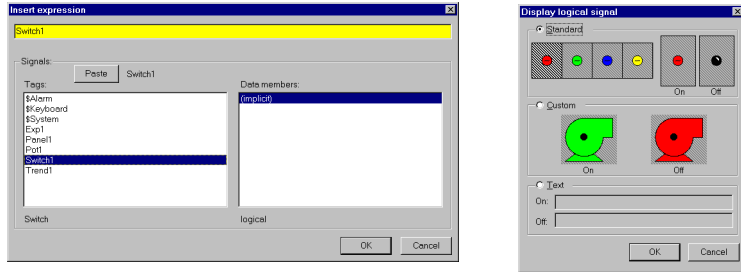 Insert expression
Switch1
Signals:
Paste Switch1
Tags: Data members:
$Alarm (implicit)
$Keyboard
$System
Exp1
Panel1
Pot1
Switch1
Trend1
Switch logical
OK Cancel
Display logical signal
Standard
On Off
Custom
On Off
Text
On:
Off:
OK Cancel